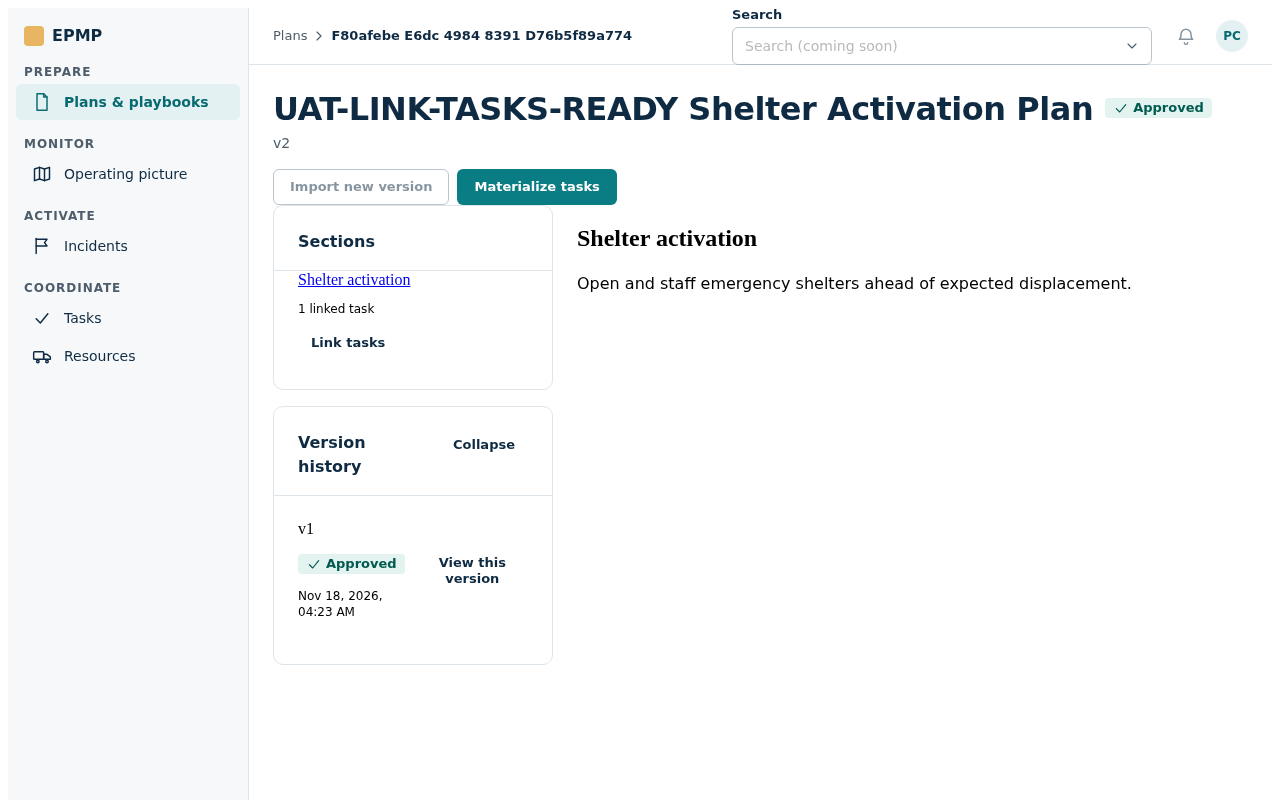 EPMP
PREPARE
Plans & playbooks
MONITOR
Operating picture
ACTIVATE
Incidents
COORDINATE
Tasks
Resources
Plans
F80afebe E6dc 4984 8391 D76b5f89a774
Search
Search (coming soon)
PC
UAT-LINK-TASKS-READY Shelter Activation Plan
Approved
v2
Import new version
Materialize tasks
Sections
Shelter activation
1 linked task
Link tasks
Version
history
Collapse
v1
Approved
View this
version
Nov 18, 2026,
04:23 AM
Shelter activation
Open and staff emergency shelters ahead of expected displacement.